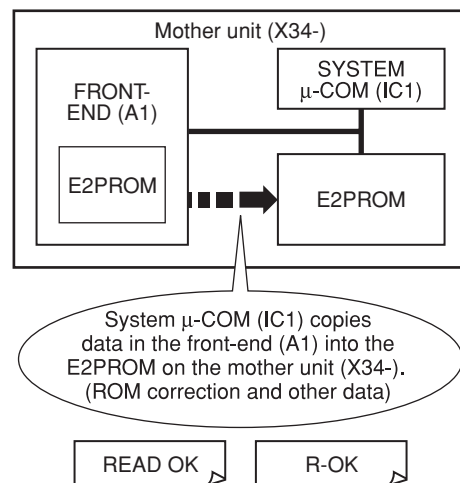 Mother unit (X34-)
FRONT-
END (A1)
E2PROM
SYSTEM
μ-COM (IC1)
E2PROM
System μ-COM (IC1) copies
data in the front-end (A1) into the
E2PROM on the mother unit (X34-).
(ROM correction and other data)
READ OK
R-OK